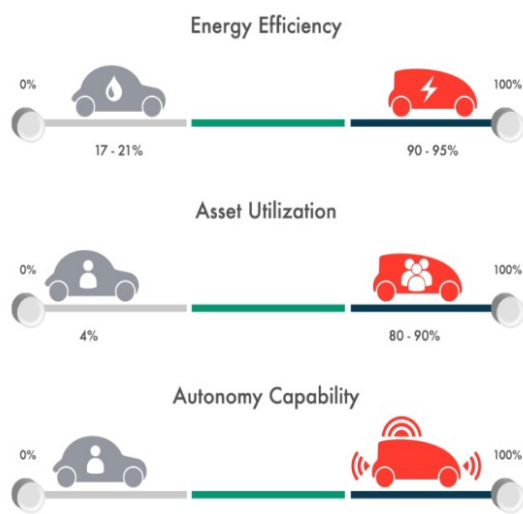 Energy Efficiency
0% 100%
17 - 21% 90 - 95%
Asset Utilization
0% 100%
4% 80 - 90%
Autonomy Capability
0% 100%